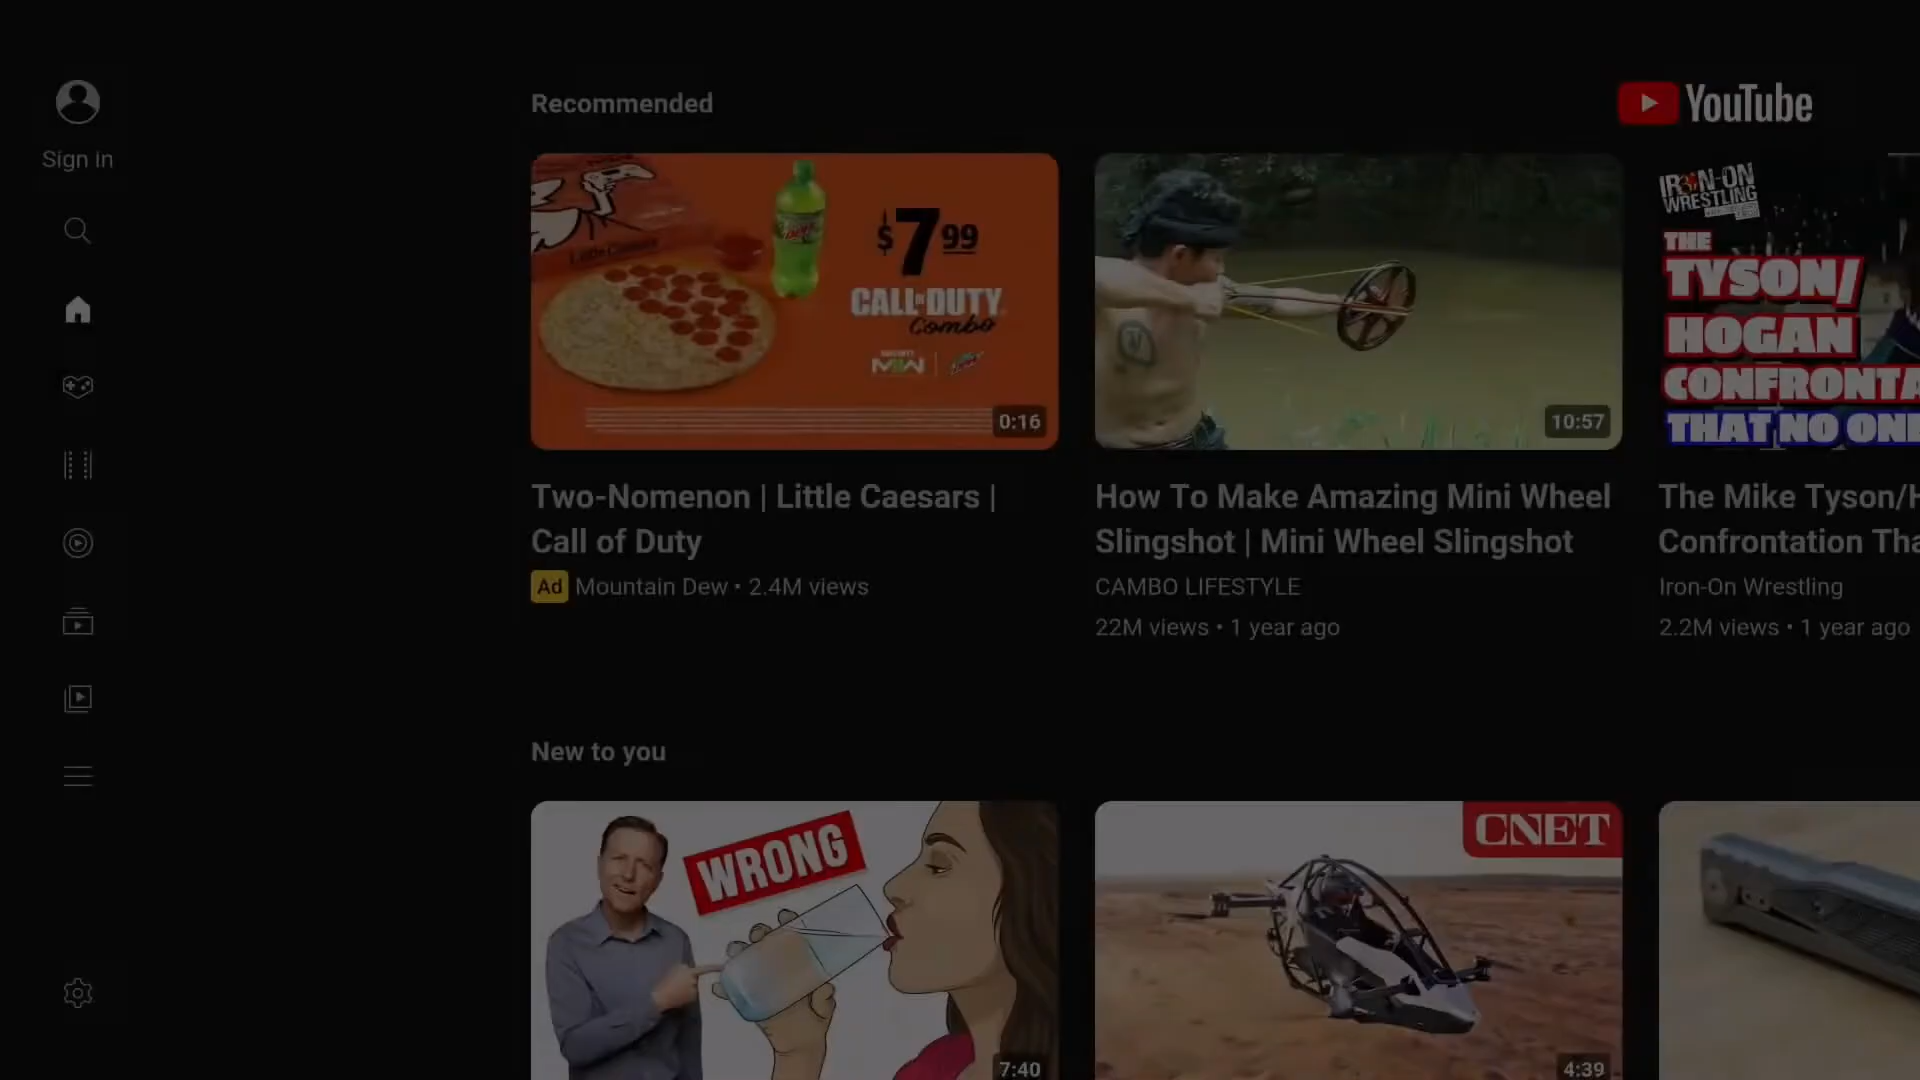 Sign in
Recommended
YouTube
Little Caesars
$7 99
CALL OF DUTY
Combo
MWII
0:16
10:57
IRON-ON
WRESTLING
THE
TYSON/
HOGAN
CONFRONTA
THAT NO ON
Two-Nomenon | Little Caesars |
Call of Duty
Ad Mountain Dew • 2.4M views
How To Make Amazing Mini Wheel
Slingshot | Mini Wheel Slingshot
CAMBO LIFESTYLE
22M views • 1 year ago
The Mike Tyson/H
Confrontation Tha
Iron-On Wrestling
2.2M views • 1 year ago
New to you
WRONG
7:40
CNET
4:39